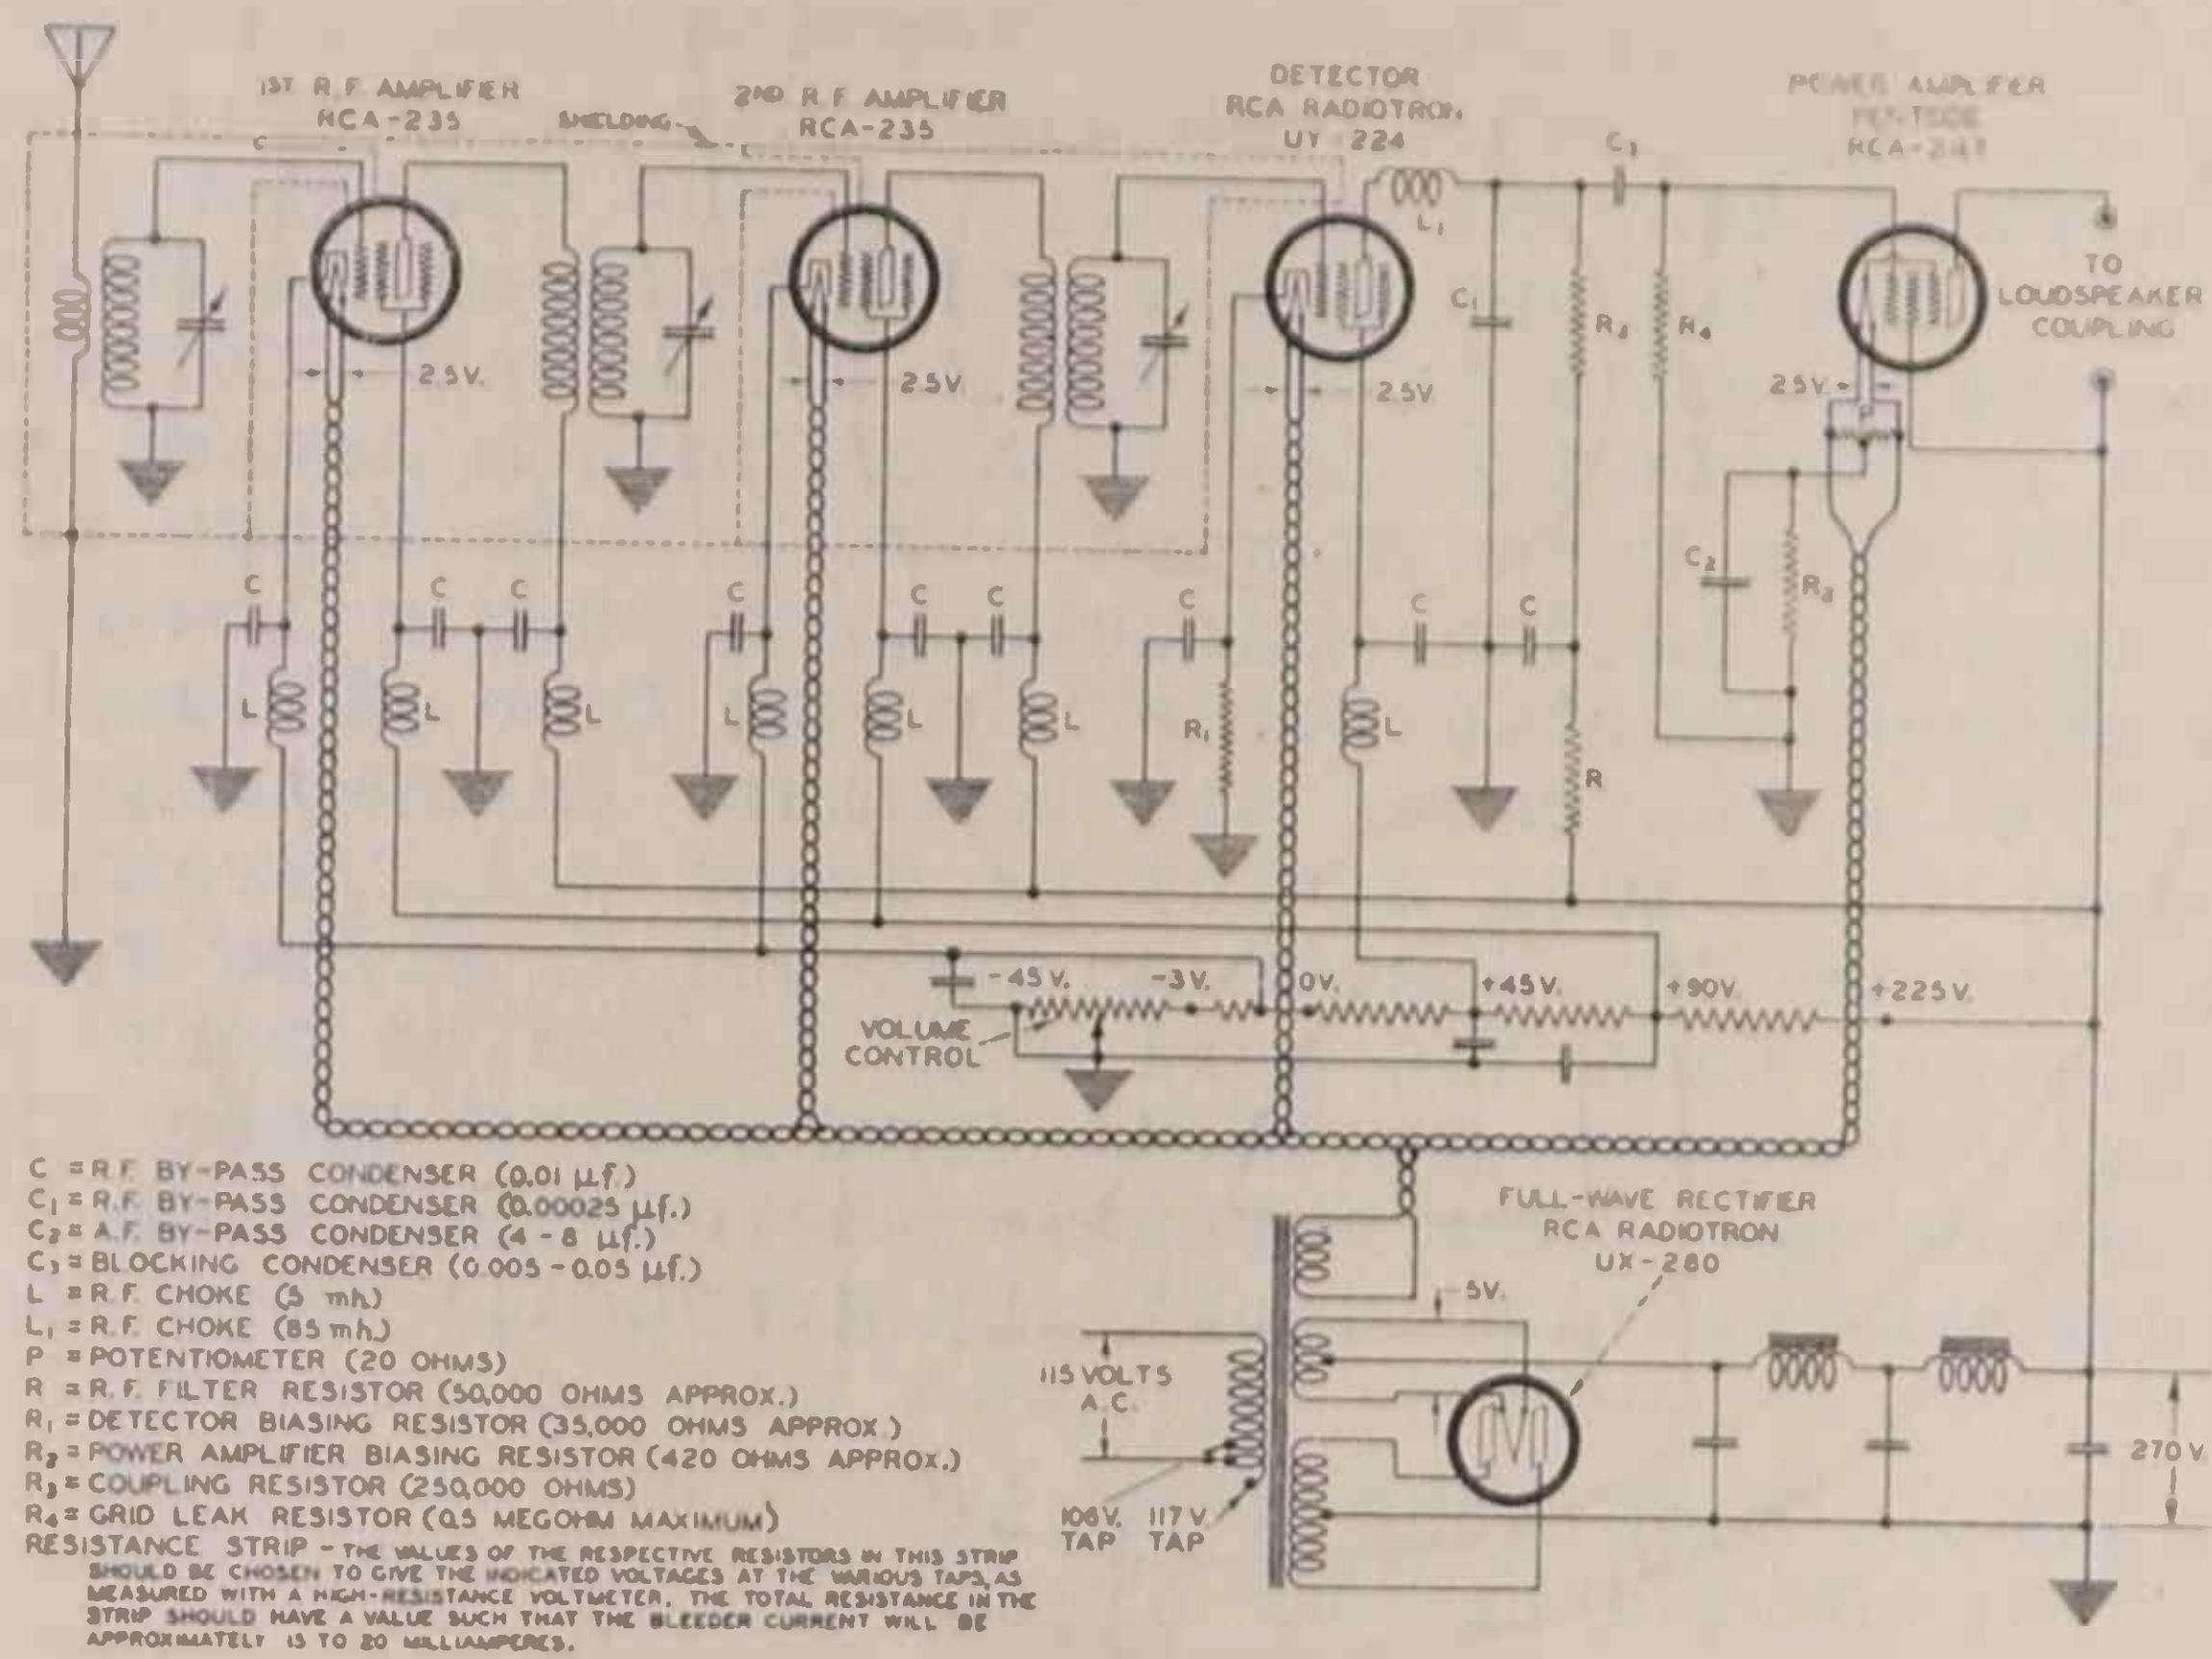 1ST R.F. AMPLIFIER
RCA-235
SHIELDING
2ND R.F. AMPLIFIER
RCA-235
DETECTOR
RCA RADIOTRON
UY-224
POWER AMPLIFIER
RCA-247
C
C
C₃
L₁
C₁
R₃
R₄
TO
LOUDSPEAKER
COUPLING
2.5V.
2.5V
2.5V
2.5V
P
C
C
C
C
C
C
C
C
C
C₂
R₂
L
L
L
L
L
L
R₁
L
R
-45V.
-3V.
0V.
+45V.
+90V.
+225V.
VOLUME
CONTROL
C = R.F. BY-PASS CONDENSER (0.01 µf.)
C₁ = R.F. BY-PASS CONDENSER (0.00025 µf.)
C₂ = A.F. BY-PASS CONDENSER (4-8 µf.)
C₃ = BLOCKING CONDENSER (0.005-0.05 µf.)
L = R.F. CHOKE (5 mh)
L₁ = R.F. CHOKE (85 mh.)
P = POTENTIOMETER (20 OHMS)
R = R.F. FILTER RESISTOR (50,000 OHMS APPROX.)
R₁ = DETECTOR BIASING RESISTOR (35,000 OHMS APPROX.)
R₂ = POWER AMPLIFIER BIASING RESISTOR (420 OHMS APPROX.)
R₃ = COUPLING RESISTOR (250,000 OHMS)
R₄ = GRID LEAK RESISTOR (0.5 MEGOHM MAXIMUM)
RESISTANCE STRIP - THE VALUES OF THE RESPECTIVE RESISTORS IN THIS STRIP
SHOULD BE CHOSEN TO GIVE THE INDICATED VOLTAGES AT THE VARIOUS TAPS, AS
MEASURED WITH A HIGH-RESISTANCE VOLTMETER. THE TOTAL RESISTANCE IN THE
STRIP SHOULD HAVE A VALUE SUCH THAT THE BLEEDER CURRENT WILL BE
APPROXIMATELY 15 TO 20 MILLIAMPERES.
FULL-WAVE RECTIFIER
RCA RADIOTRON
UX-280
5V.
115 VOLTS
A.C.
106V. TAP
117V. TAP
270 V.